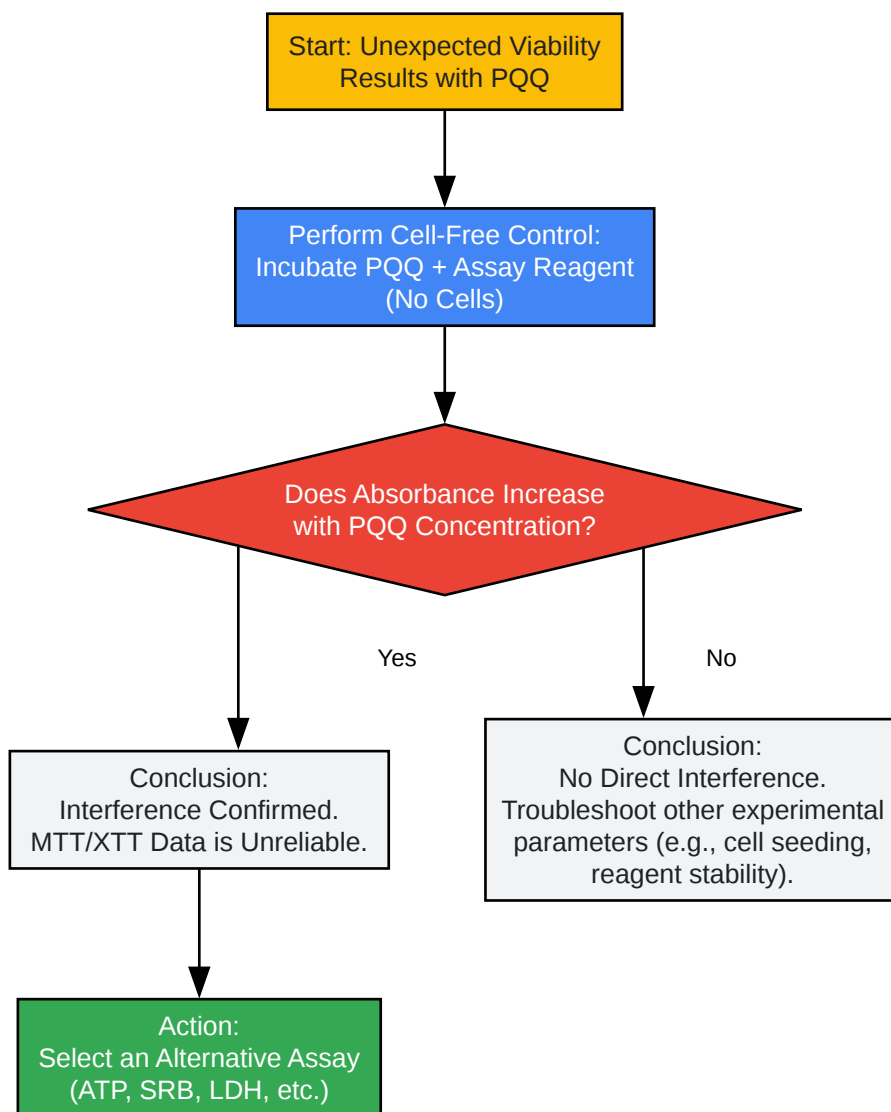 Start: Unexpected Viability
Results with PQQ
Perform Cell-Free Control:
Incubate PQQ + Assay Reagent
(No Cells)
Does Absorbance Increase
with PQQ Concentration?
Yes
No
Conclusion:
Interference Confirmed.
MTT/XTT Data is Unreliable.
Conclusion:
No Direct Interference.
Troubleshoot other experimental
parameters (e.g., cell seeding,
reagent stability).
Action:
Select an Alternative Assay
(ATP, SRB, LDH, etc.)